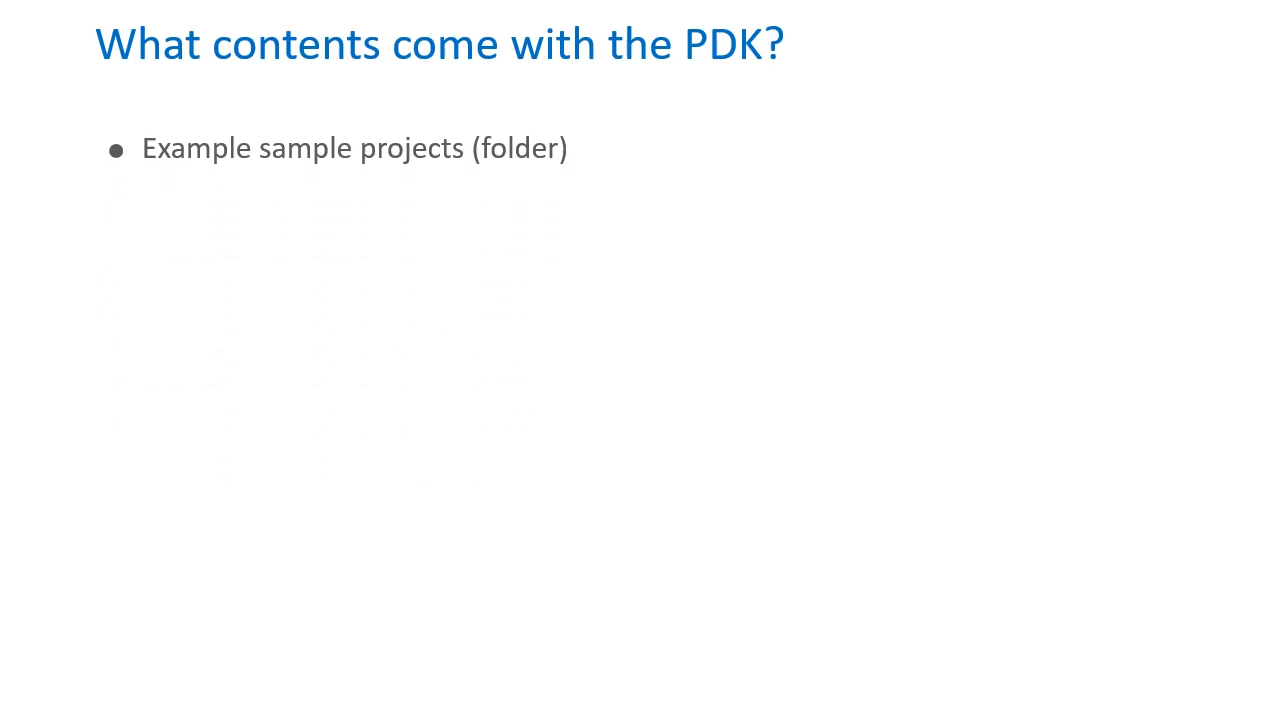 What contents come with the PDK?
● Example sample projects (folder)